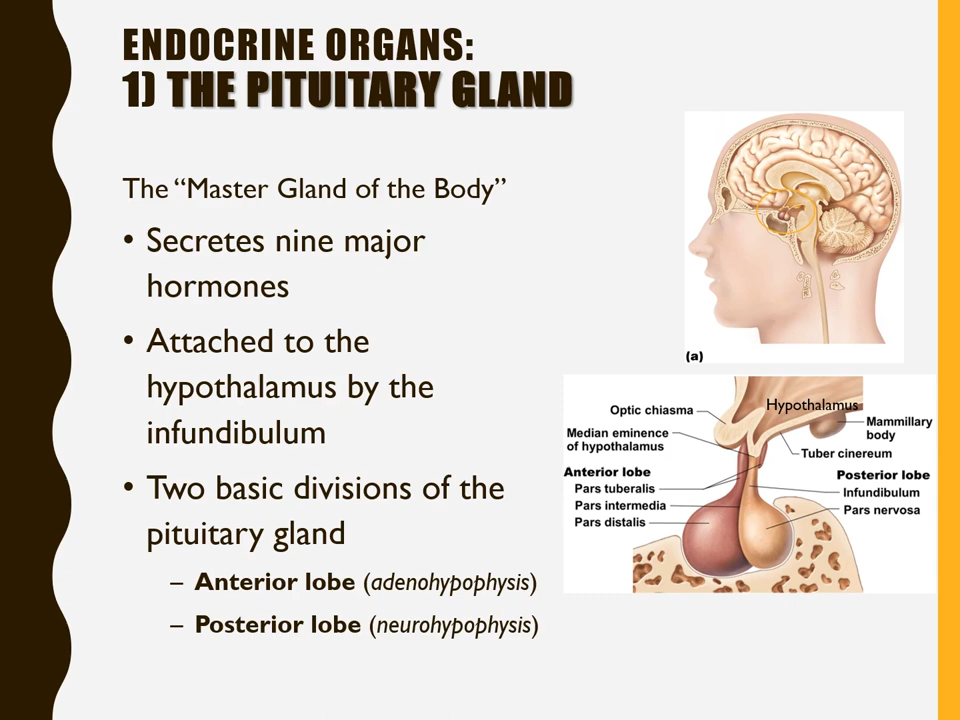 ENDOCRINE ORGANS:
1) THE PITUITARY GLAND
The “Master Gland of the Body”
• Secretes nine major
hormones
• Attached to the
hypothalamus by the
infundibulum
• Two basic divisions of the
pituitary gland
– Anterior lobe (adenohypophysis)
– Posterior lobe (neurohypophysis)
(a)
Hypothalamus
Optic chiasma
Median eminence
of hypothalamus
Anterior lobe
Pars tuberalis
Pars intermedia
Pars distalis
Mammillary
body
Tuber cinereum
Posterior lobe
Infundibulum
Pars nervosa